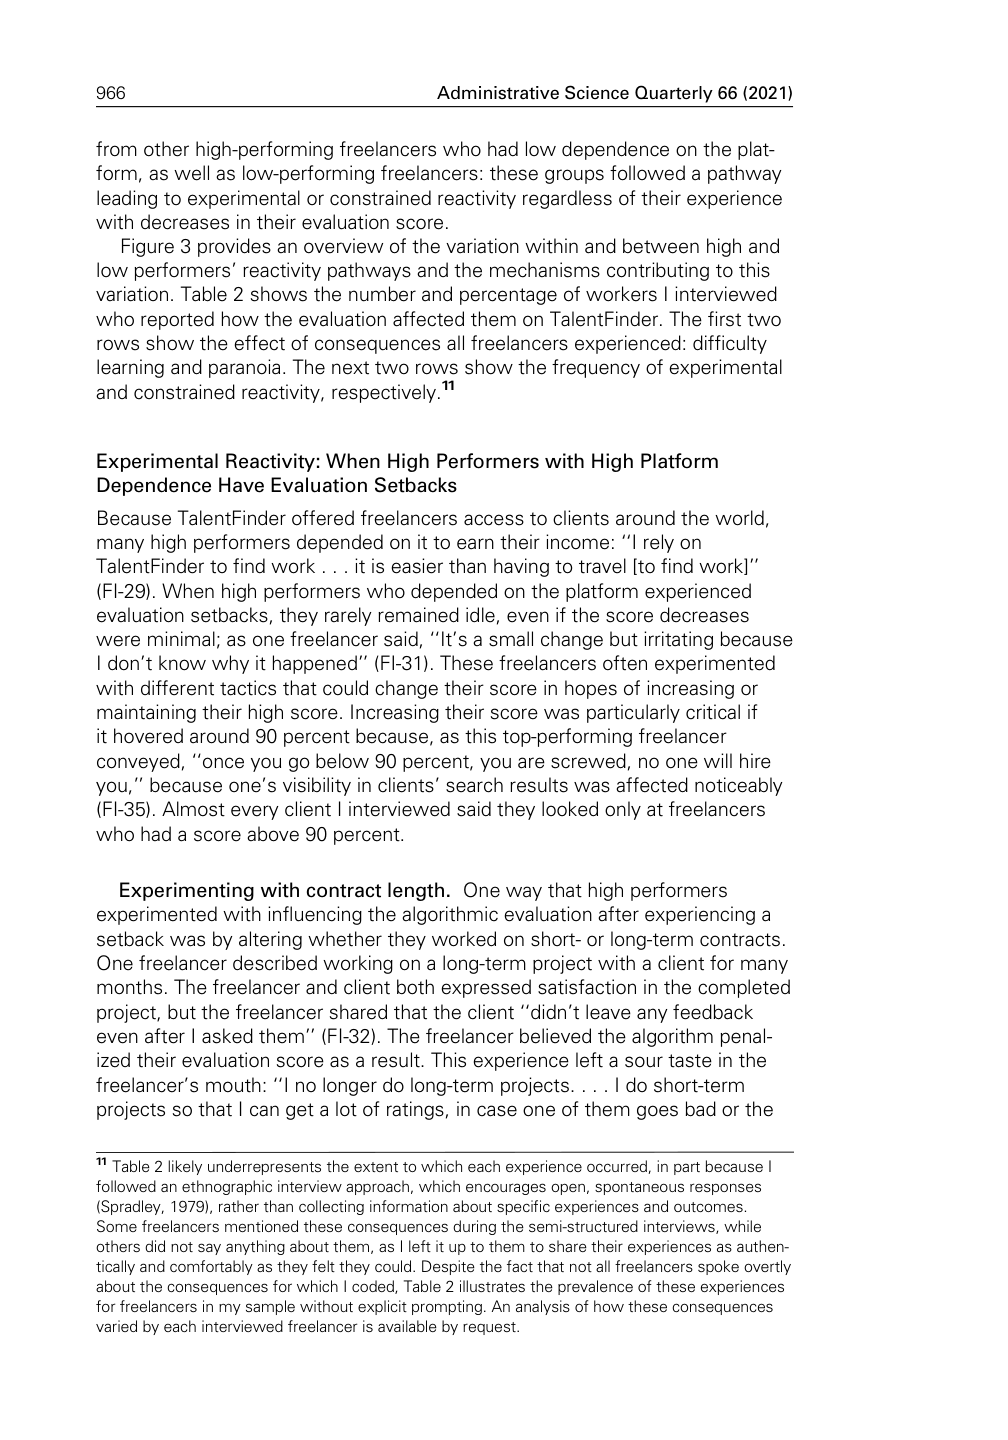 966
Administrative Science Quarterly 66 (2021)
from other high-performing freelancers who had low dependence on the plat-
form, as well as low-performing freelancers: these groups followed a pathway
leading to experimental or constrained reactivity regardless of their experience
with decreases in their evaluation score.
Figure 3 provides an overview of the variation within and between high and
low performers’ reactivity pathways and the mechanisms contributing to this
variation. Table 2 shows the number and percentage of workers I interviewed
who reported how the evaluation affected them on TalentFinder. The first two
rows show the effect of consequences all freelancers experienced: difficulty
learning and paranoia. The next two rows show the frequency of experimental
and constrained reactivity, respectively.11
Experimental Reactivity: When High Performers with High Platform
Dependence Have Evaluation Setbacks
Because TalentFinder offered freelancers access to clients around the world,
many high performers depended on it to earn their income: ‘‘I rely on
TalentFinder to find work . . . it is easier than having to travel [to find work]’’
(Fl-29). When high performers who depended on the platform experienced
evaluation setbacks, they rarely remained idle, even if the score decreases
were minimal; as one freelancer said, ‘‘It’s a small change but irritating because
I don’t know why it happened’’ (Fl-31). These freelancers often experimented
with different tactics that could change their score in hopes of increasing or
maintaining their high score. Increasing their score was particularly critical if
it hovered around 90 percent because, as this top-performing freelancer
conveyed, ‘‘once you go below 90 percent, you are screwed, no one will hire
you,’’ because one’s visibility in clients’ search results was affected noticeably
(Fl-35). Almost every client I interviewed said they looked only at freelancers
who had a score above 90 percent.
Experimenting with contract length. One way that high performers
experimented with influencing the algorithmic evaluation after experiencing a
setback was by altering whether they worked on short- or long-term contracts.
One freelancer described working on a long-term project with a client for many
months. The freelancer and client both expressed satisfaction in the completed
project, but the freelancer shared that the client ‘‘didn’t leave any feedback
even after I asked them’’ (Fl-32). The freelancer believed the algorithm penal-
ized their evaluation score as a result. This experience left a sour taste in the
freelancer’s mouth: ‘‘I no longer do long-term projects. . . . I do short-term
projects so that I can get a lot of ratings, in case one of them goes bad or the
11 Table 2 likely underrepresents the extent to which each experience occurred, in part because I
followed an ethnographic interview approach, which encourages open, spontaneous responses
(Spradley, 1979), rather than collecting information about specific experiences and outcomes.
Some freelancers mentioned these consequences during the semi-structured interviews, while
others did not say anything about them, as I left it up to them to share their experiences as authen-
tically and comfortably as they felt they could. Despite the fact that not all freelancers spoke overtly
about the consequences for which I coded, Table 2 illustrates the prevalence of these experiences
for freelancers in my sample without explicit prompting. An analysis of how these consequences
varied by each interviewed freelancer is available by request.